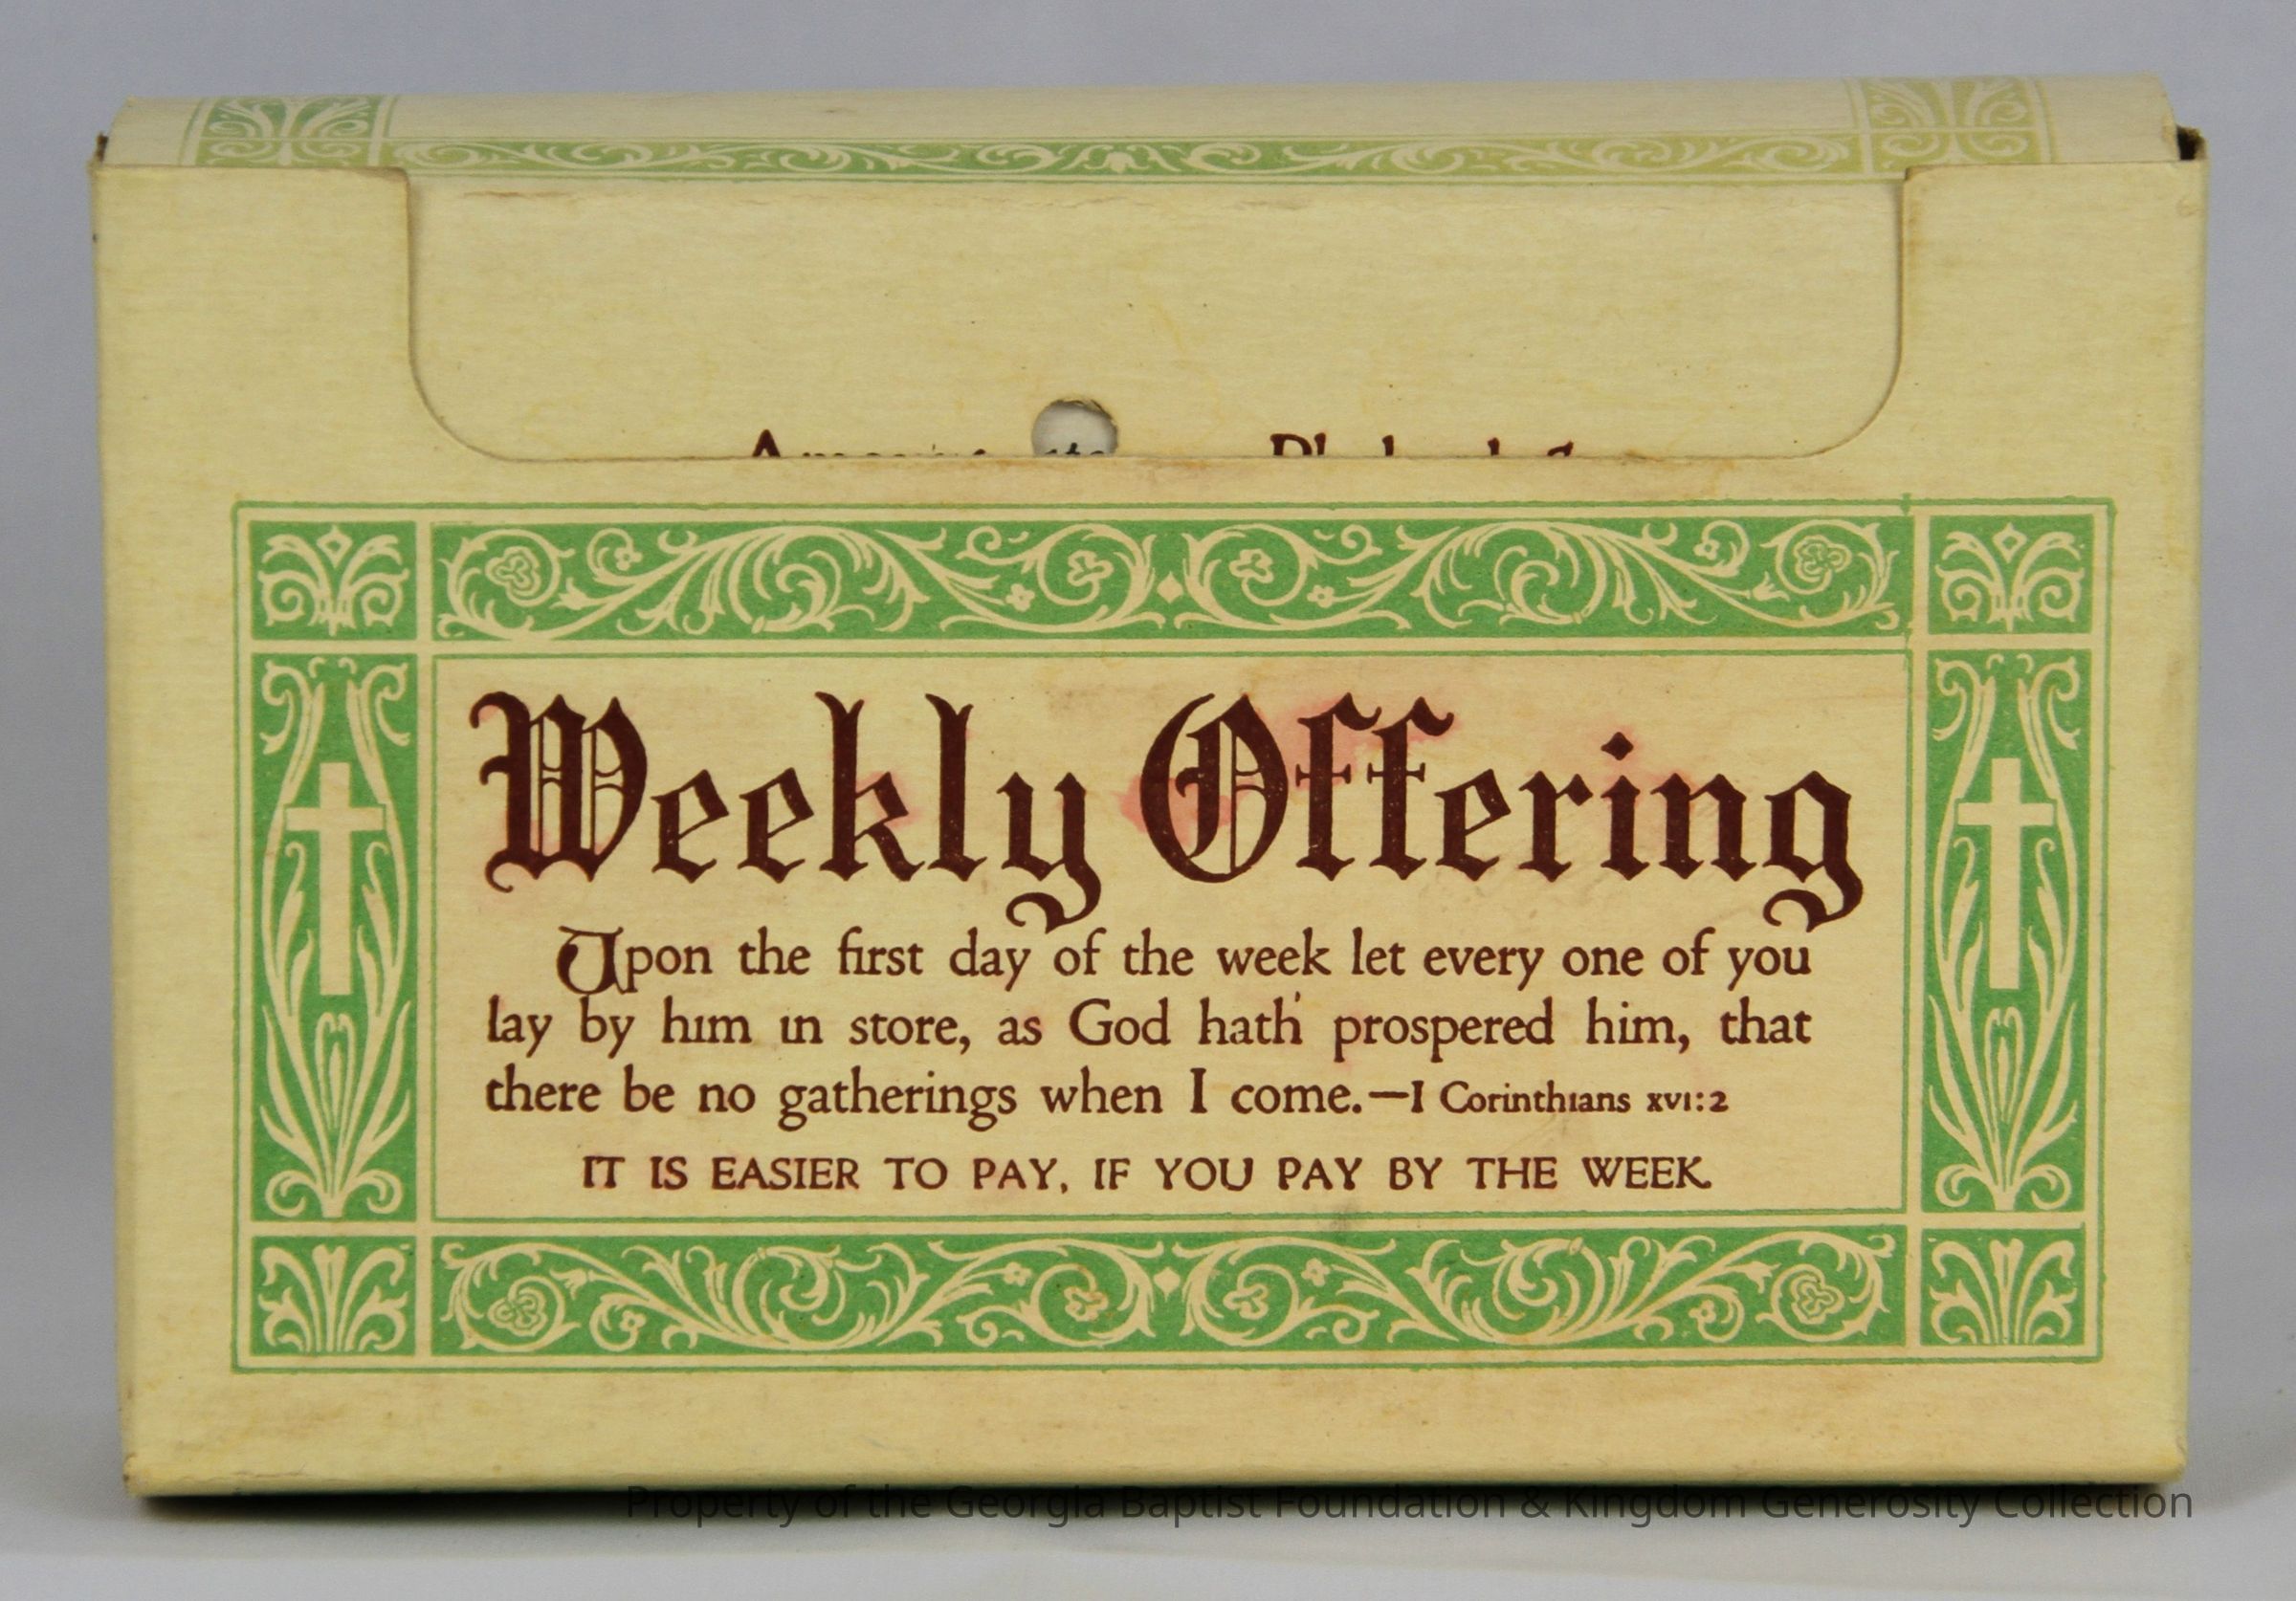 Weekly Offering
Upon the first day of the week let every one of you
lay by him in store, as God hath prospered him, that
there be no gatherings when I come.—I Corinthians xvi:2
IT IS EASIER TO PAY, IF YOU PAY BY THE WEEK
Property of the Georgia Baptist Foundation & Kingdom Generosity Collection